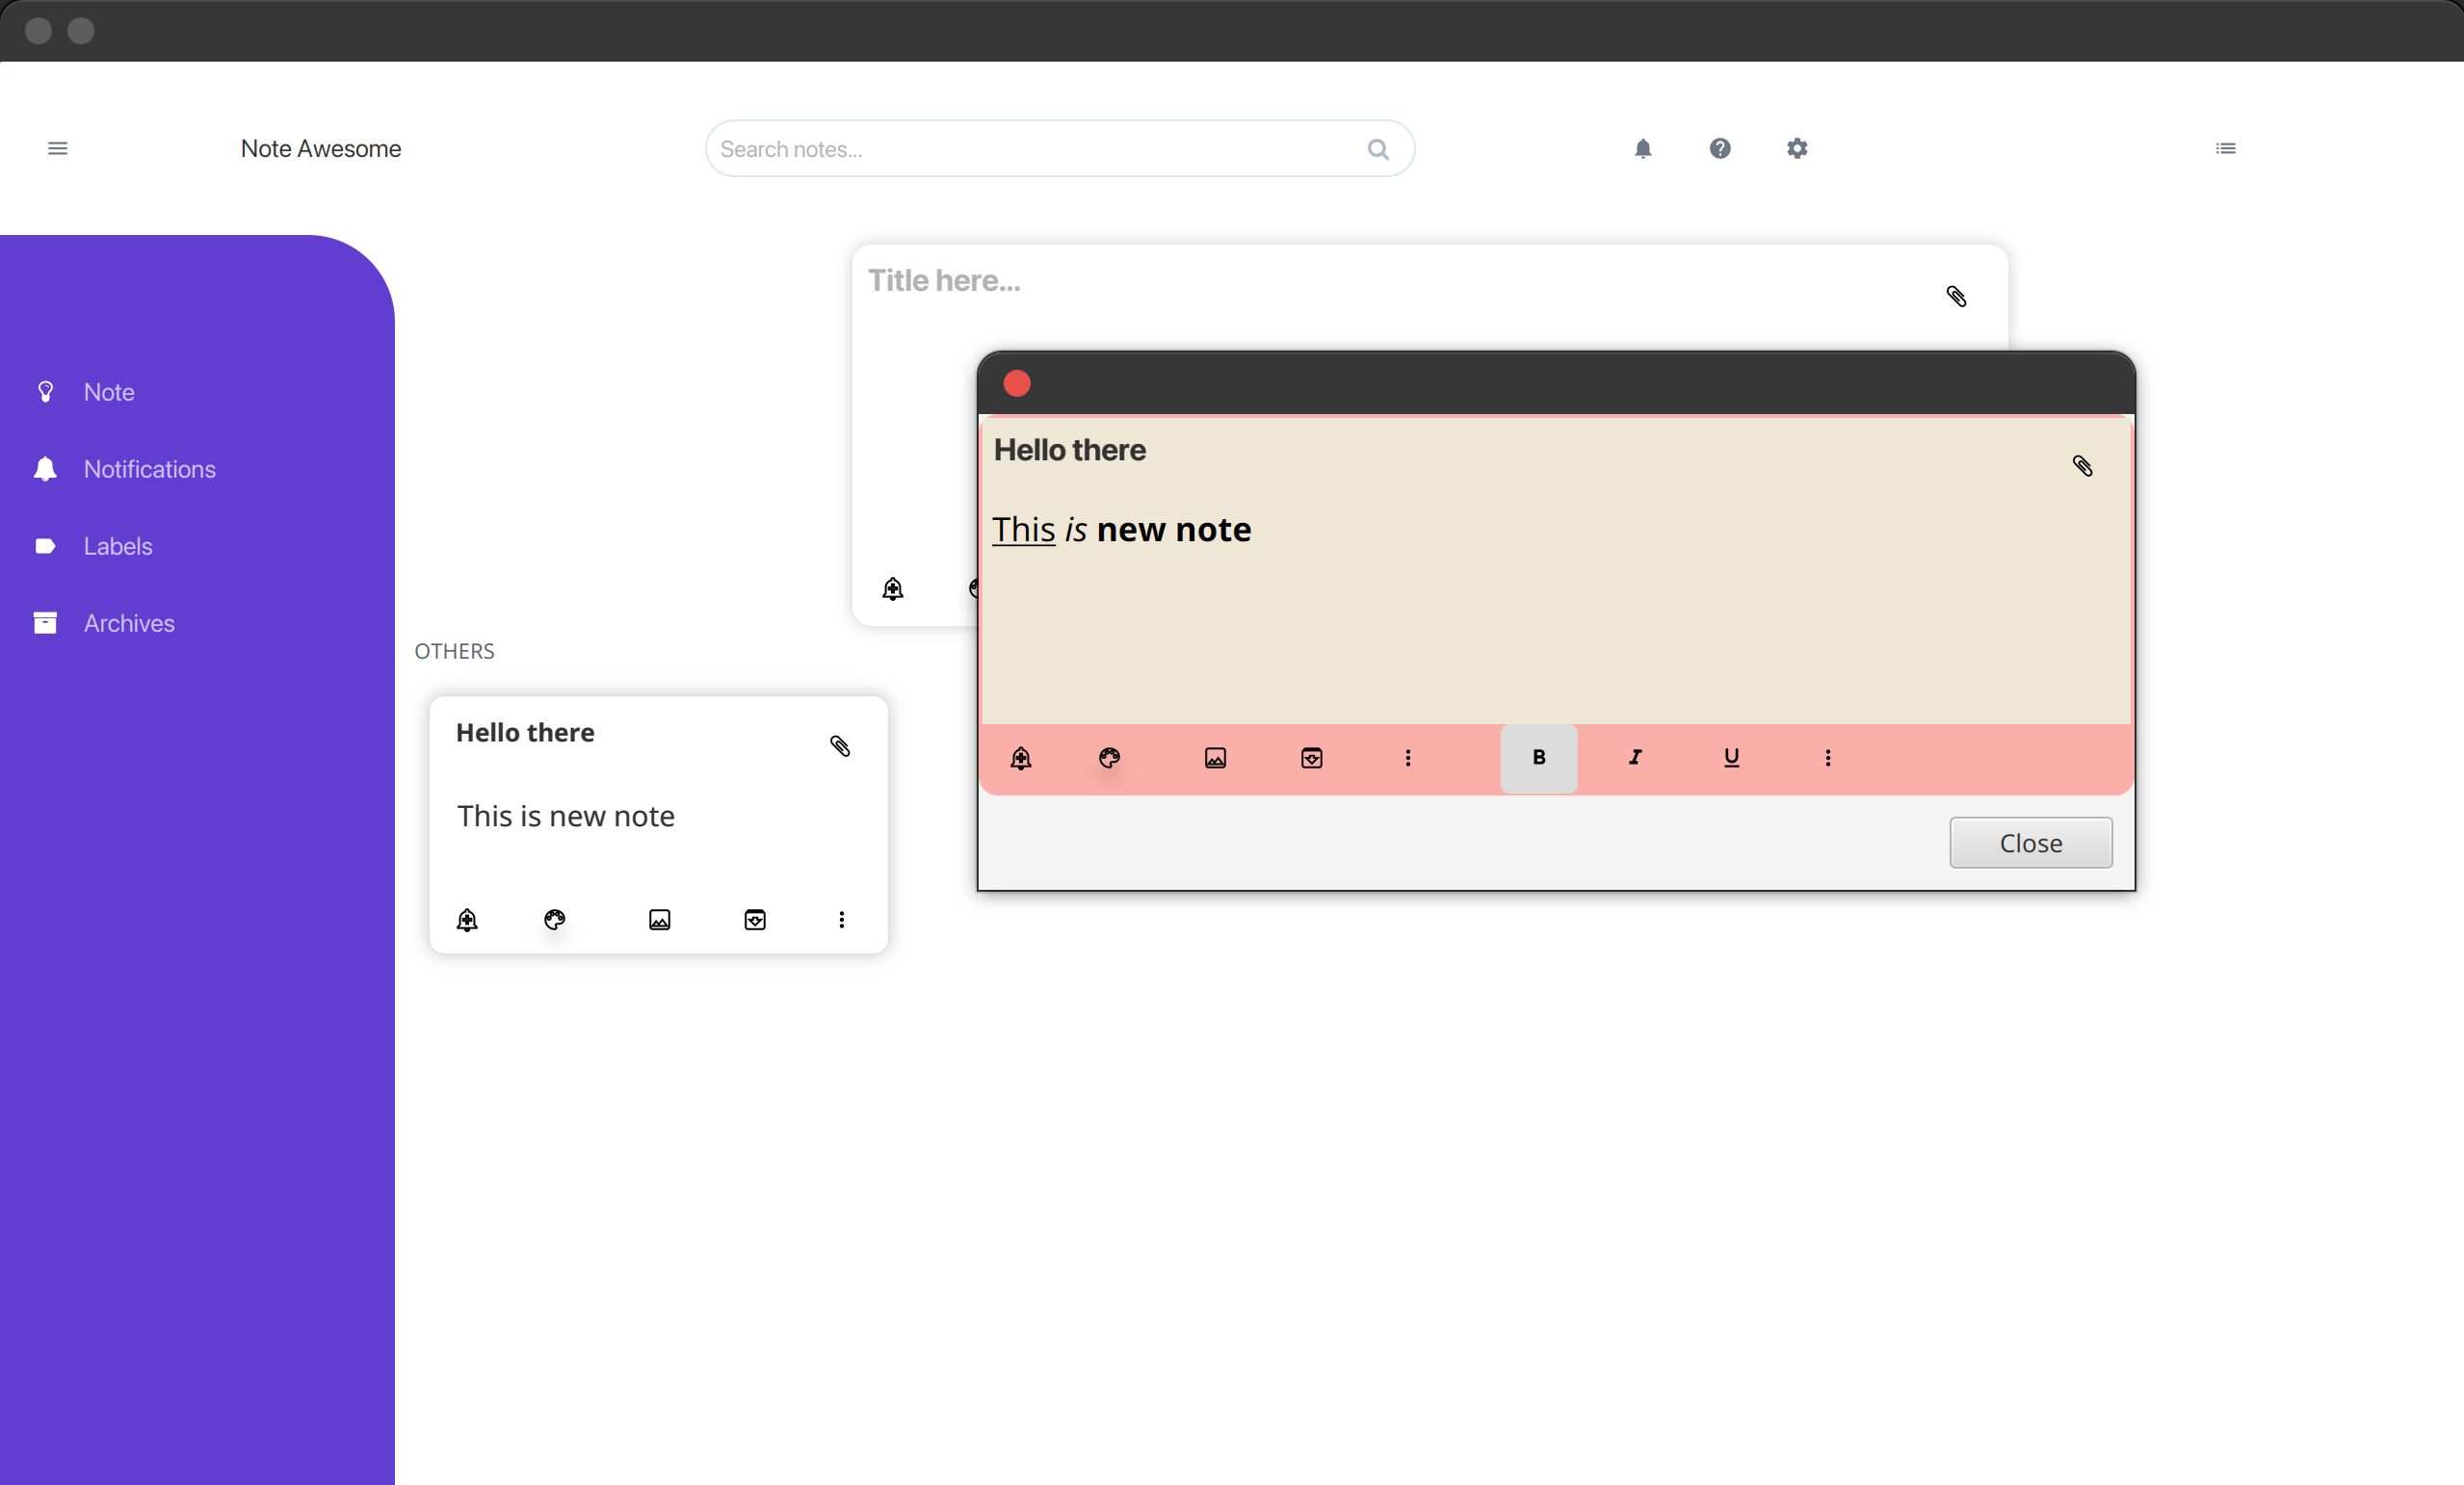 Note Awesome
Search notes...
Title here...
Note
Notifications
Labels
Archives
Hello there
This is new note
B I U
Close
OTHERS
Hello there
This is new note